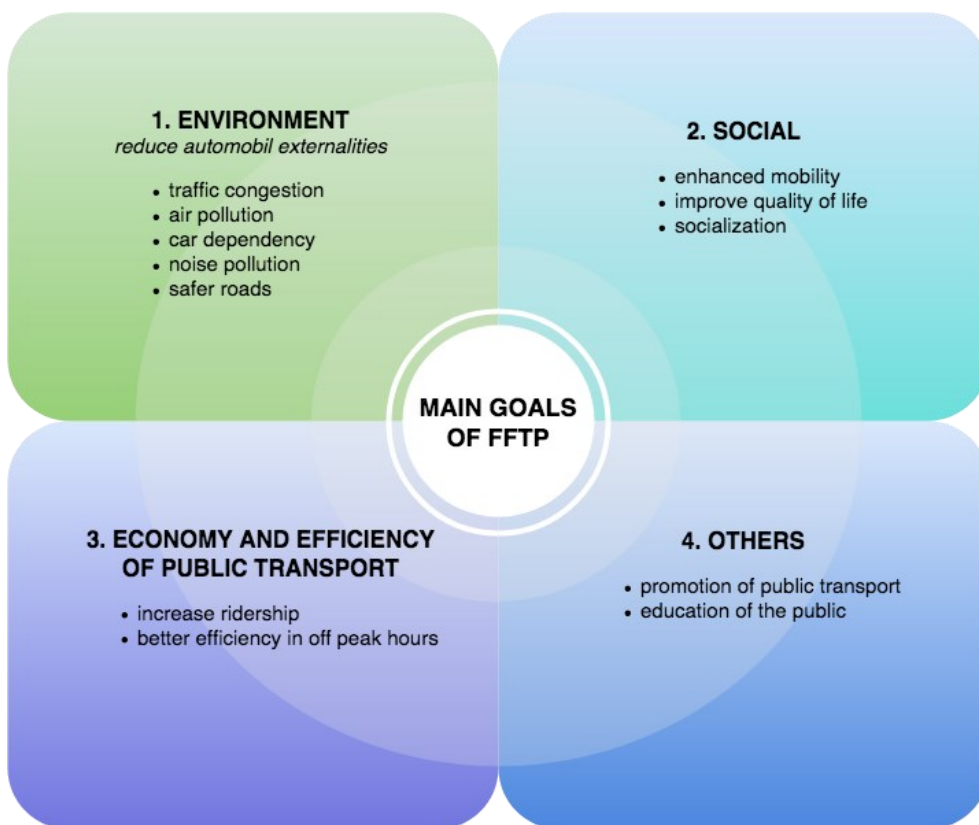 1. ENVIRONMENT
reduce automobil externalities
• traffic congestion
• air pollution
• car dependency
• noise pollution
• safer roads
2. SOCIAL
• enhanced mobility
• improve quality of life
• socialization
MAIN GOALS
OF FFTP
3. ECONOMY AND EFFICIENCY
OF PUBLIC TRANSPORT
• increase ridership
• better efficiency in off peak hours
4. OTHERS
• promotion of public transport
• education of the public